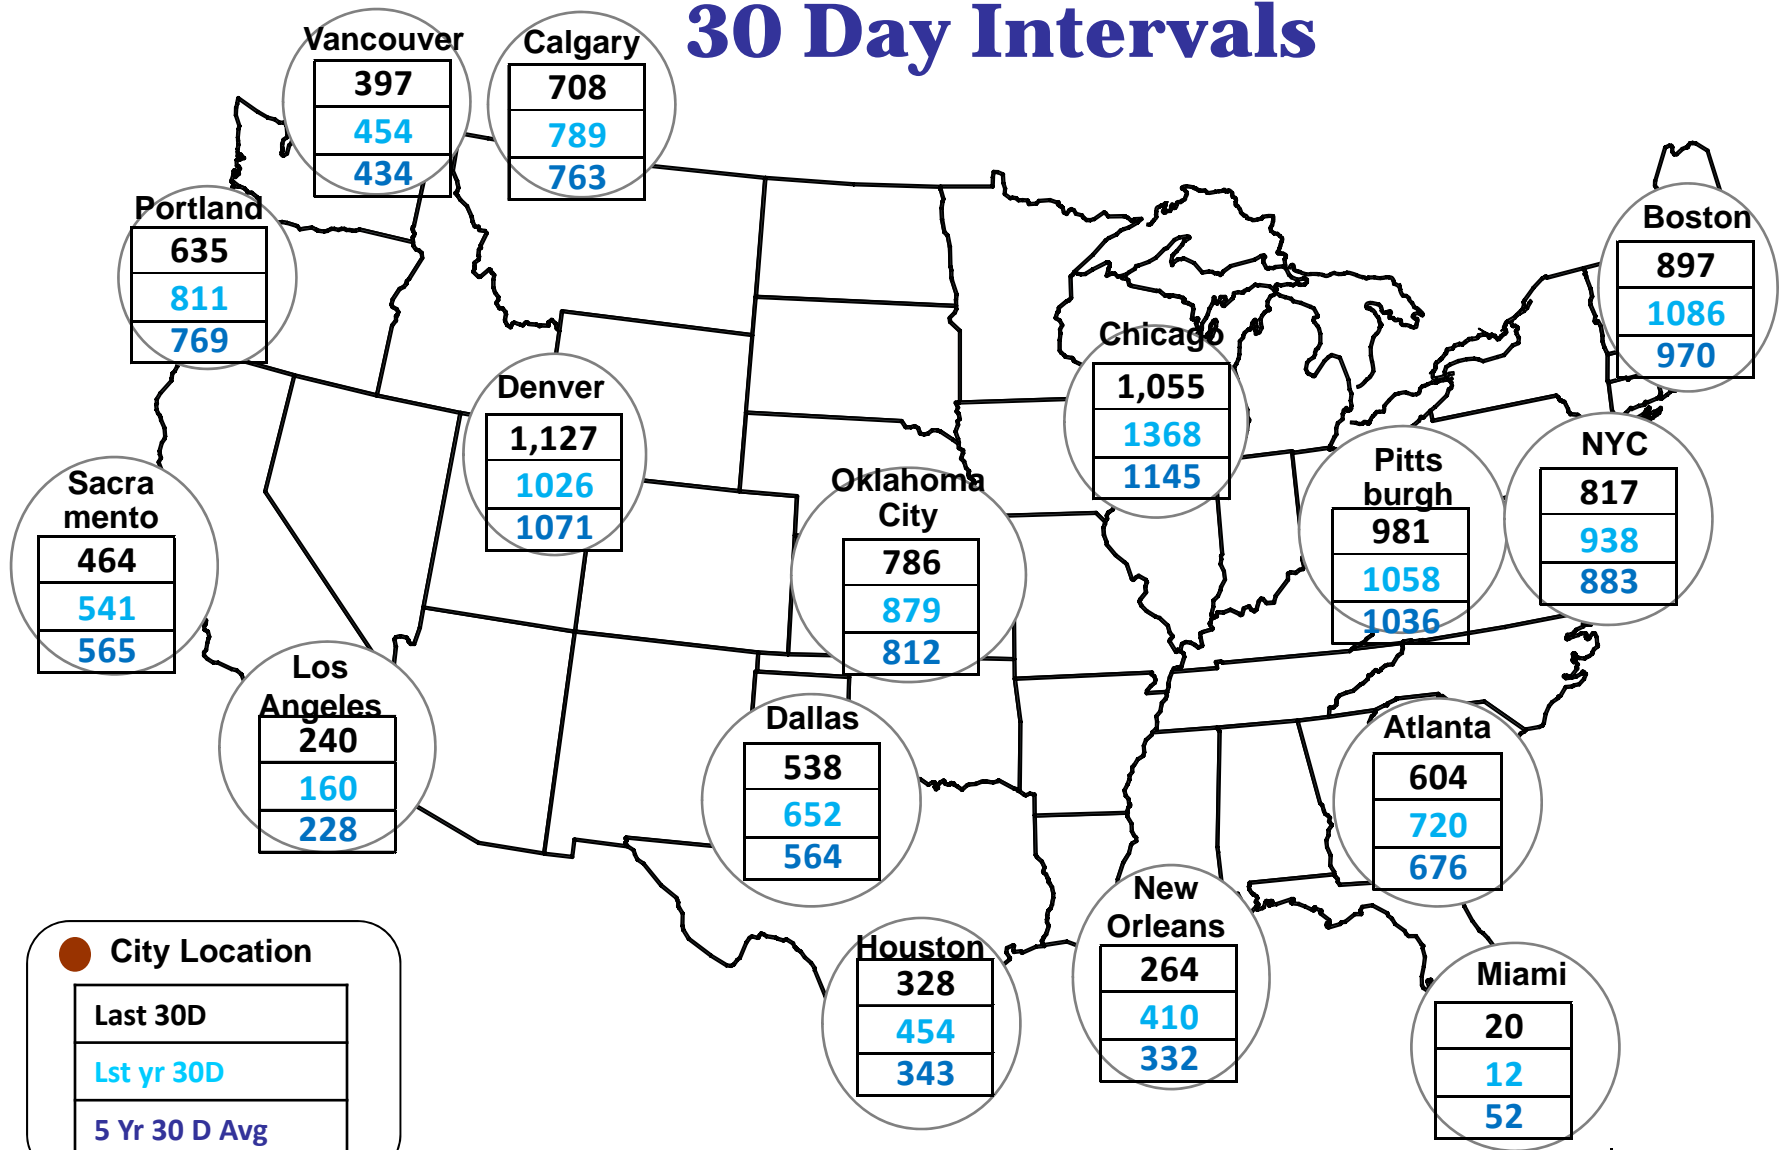 30 Day Intervals
Vancouver
397
454
434
Calgary
708
789
763
Portland
635
811
769
Boston
897
1086
970
Chicago
1,055
1368
1145
Denver
1,127
1026
1071
NYC
817
938
883
Pitts
burgh
981
1058
1036
Oklahoma
City
786
879
812
Sacra
mento
464
541
565
Los
Angeles
240
160
228
Dallas
538
652
564
Atlanta
604
720
676
New
Orleans
264
410
332
Houston
328
454
343
Miami
20
12
52
City Location
Last 30D
Lst yr 30D
5 Yr 30 D Avg